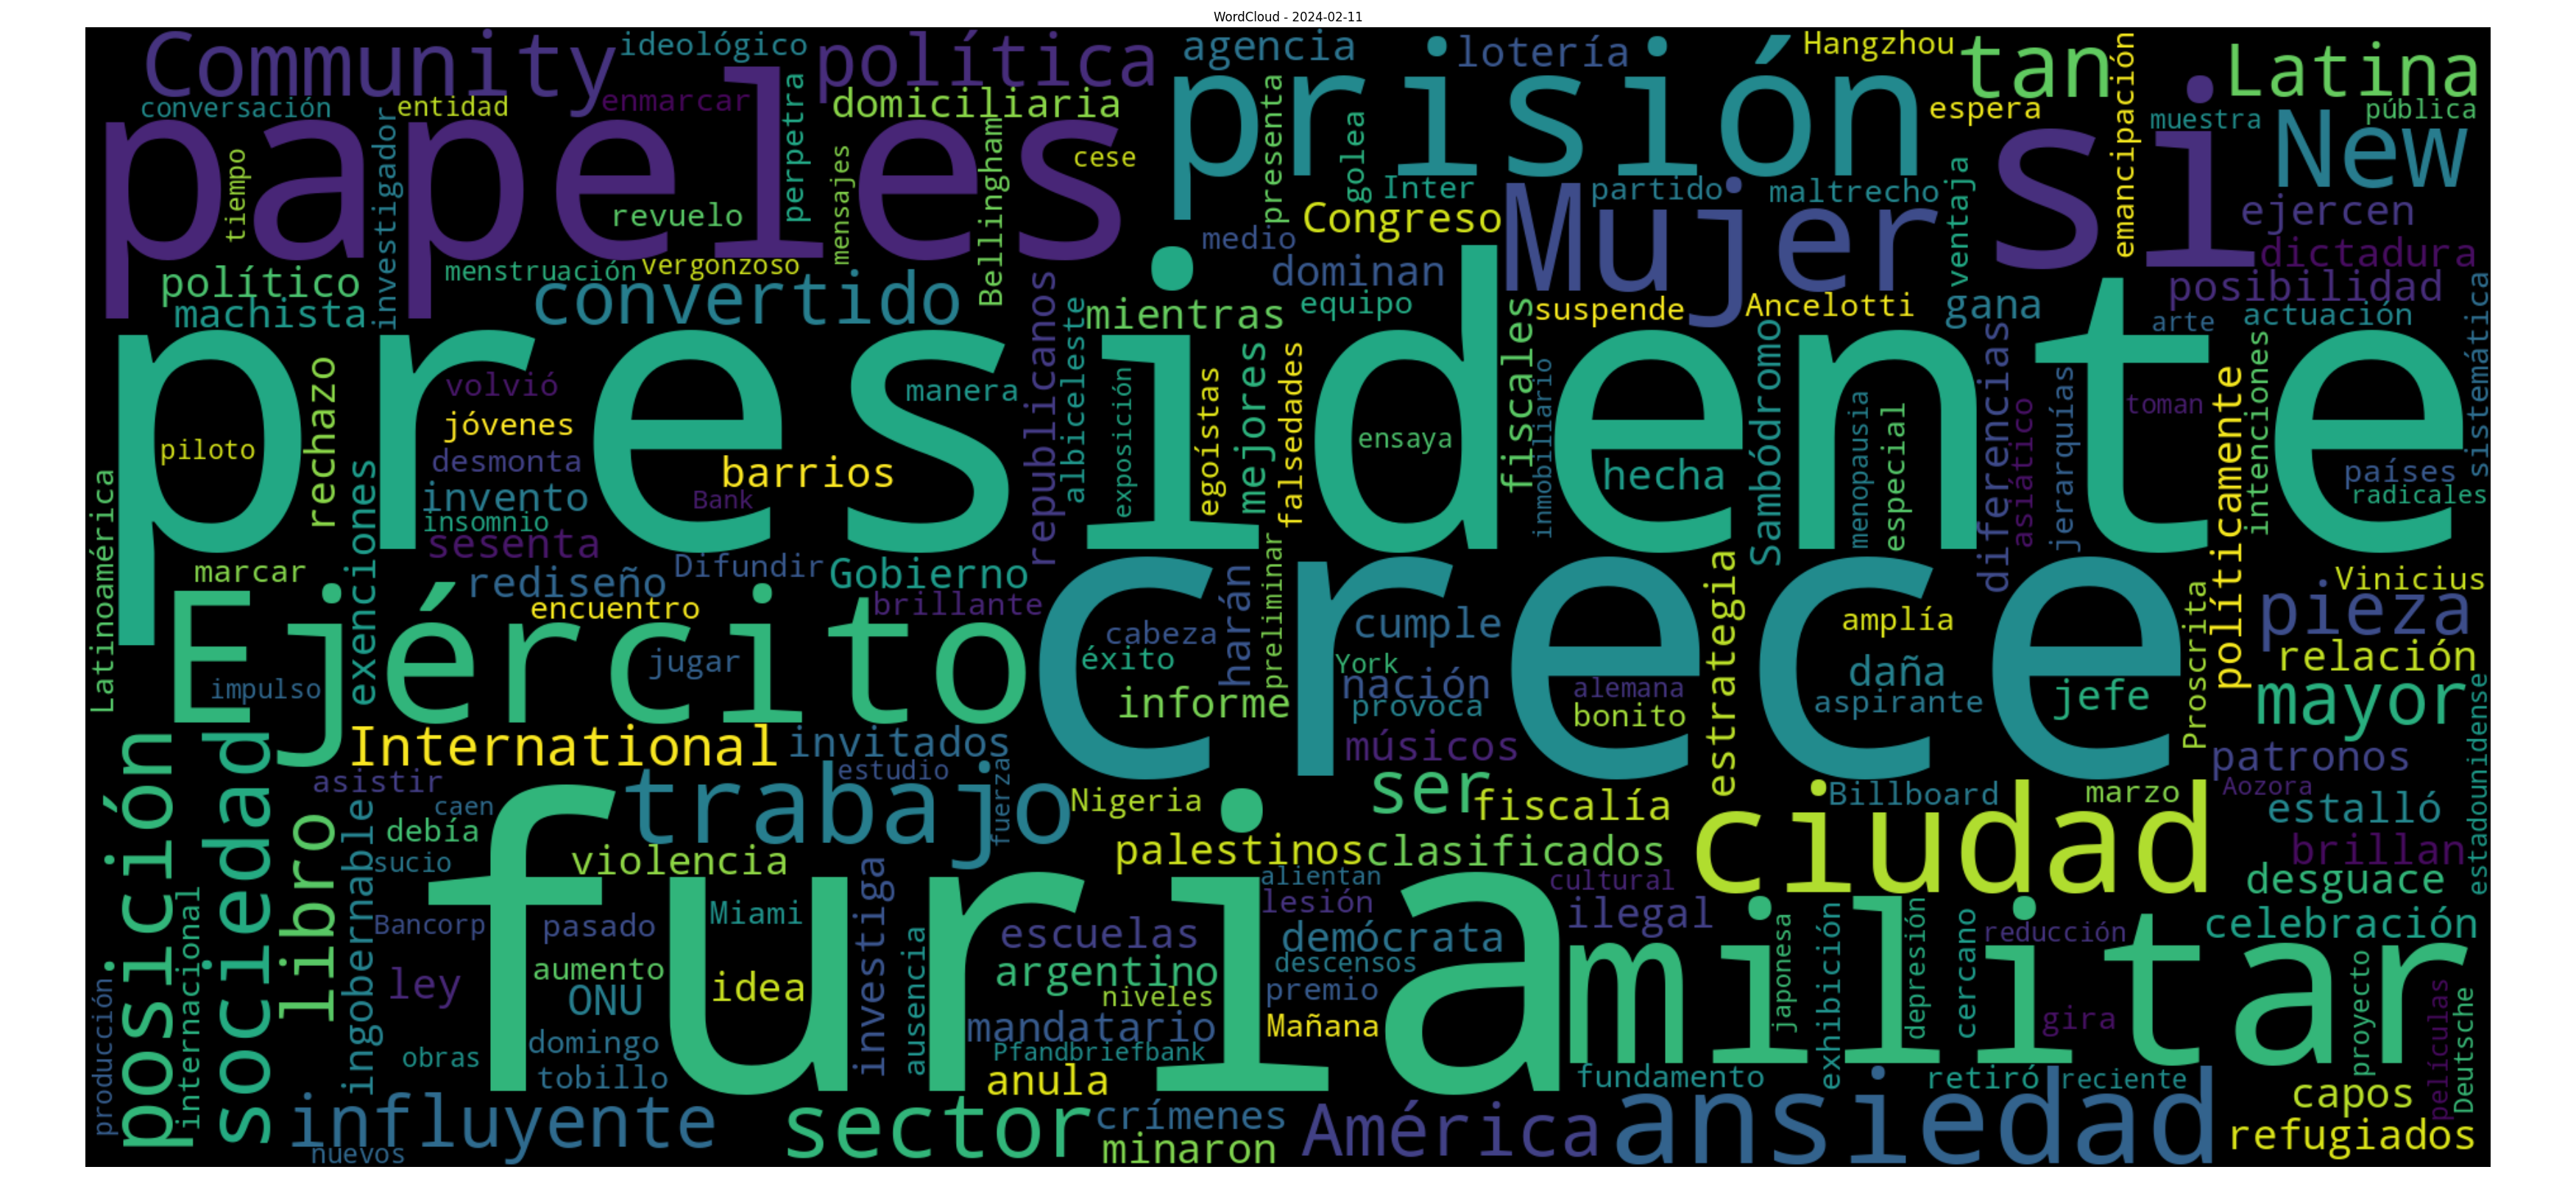 WordCloud - 2024-02-11
Community
ideológico
política
agencia
lotería
Hangzhou
tan
emancipación
Latina
conversación
entidad
enmarcar
perpetra
domiciliaria
prisión
espera
si
muestra
pública
New
papeles
investigador
tiempo
revuelo
mensajes
Bellingham
cese
presenta
golea
Inter
Congreso
Mujer
partido
maltrecho
ventaja
ejercen
dictadura
medio
dominan
político
machista
menstruación
vergonzoso
convertido
republicanos
mientras
equipo
fiscales
suspende
Ancelotti
gana
posibilidad
arte
actuación
sistemática
presidente
rechazo
volvió
manera
albiceleste
exposición
egoístas
mejores
falsedades
ensaya
inmobiliario
hecha
Sambódromo
menopausia
especial
diferencias
asiático
jerarquías
toman
políticamente
intenciones
países
radicales
piloto
jóvenes
desmonta
barrios
invento
Bank
insomnio
sesenta
exenciones
Latinoamérica
marcar
rediseño
Difundir
Gobierno
encuentro
brillante
Ejército
crece
cabeza
éxito
harán
preliminar
cumple
York
nación
provoca
informe
alemana
bonito
músicos
estrategia
amplía
daña
aspirante
jefe
Proscrita
Vinicius
pieza
relación
mayor
jugar
impulso
International
invitados
estudio
fuerza
asistir
trabajo
posición
sociedad
libro
caen
debía
sucio
ingobernable
Nigeria
ser
fiscalía
ciudad
Billboard
marzo
patronos
Aozora
estalló
estadounidense
brillan
desguace
violencia
palestinos
clasificados
furia
alientan
lesión
cultural
ilegal
militar
celebración
internacional
producción
Bancorp
pasado
Miami
investiga
ausencia
escuelas
demócrata
descensos
japonesa
exhibición
depresión
cercano
reducción
ley
aumento
ONU
idea
argentino
niveles
premio
mandatario
Mañana
gira
proyecto
películas
Deutsche
obras
domingo
tobillo
Pfandbriefbank
anula
fundamento
retiró
reciente
capos
influyente
nuevos
sector
crímenes
minaron
América
ansiedad
refugiados